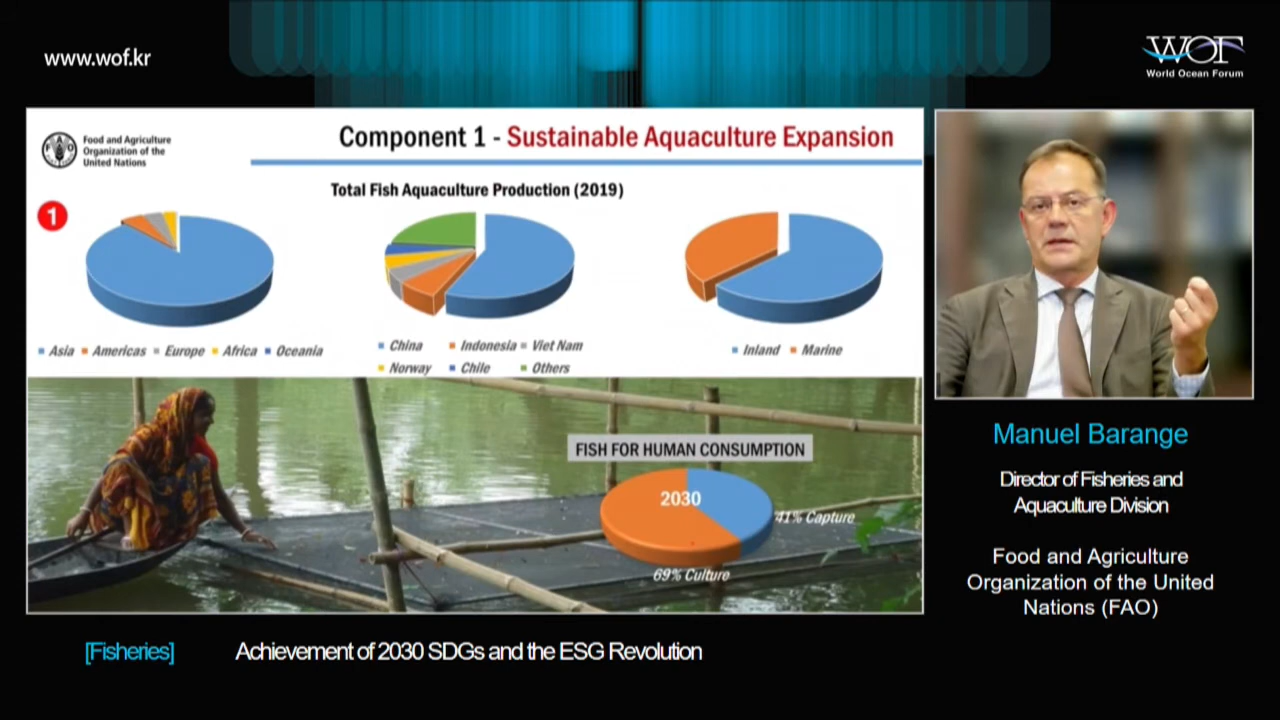 www.wof.kr
WOF
World Ocean Forum
Food and Agriculture
Organization of the
United Nations
Component 1 - Sustainable Aquaculture Expansion
Total Fish Aquaculture Production (2019)
1
Asia Americas Europe Africa Oceania
China Indonesia Viet Nam
Norway Chile Others
Inland Marine
FISH FOR HUMAN CONSUMPTION
2030
41% Capture
69% Culture
Manuel Barange
Director of Fisheries and
Aquaculture Division
Food and Agriculture
Organization of the United
Nations (FAO)
[Fisheries] Achievement of 2030 SDGs and the ESG Revolution